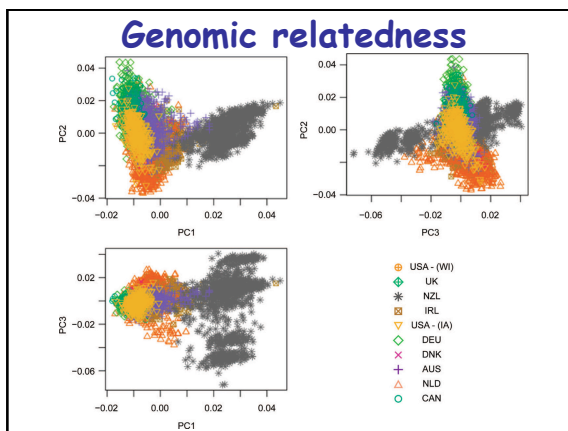 Genomic relatedness
0.04
0.02
0.00
−0.04
PC2
−0.02
0.00
0.02
0.04
PC1
0.04
0.02
0.00
−0.04
PC2
−0.06
−0.02
0.02
PC3
0.02
−0.02
−0.06
PC3
−0.02
0.00
0.02
0.04
PC1
USA - (WI)
UK
NZL
IRL
USA - (IA)
DEU
DNK
AUS
NLD
CAN